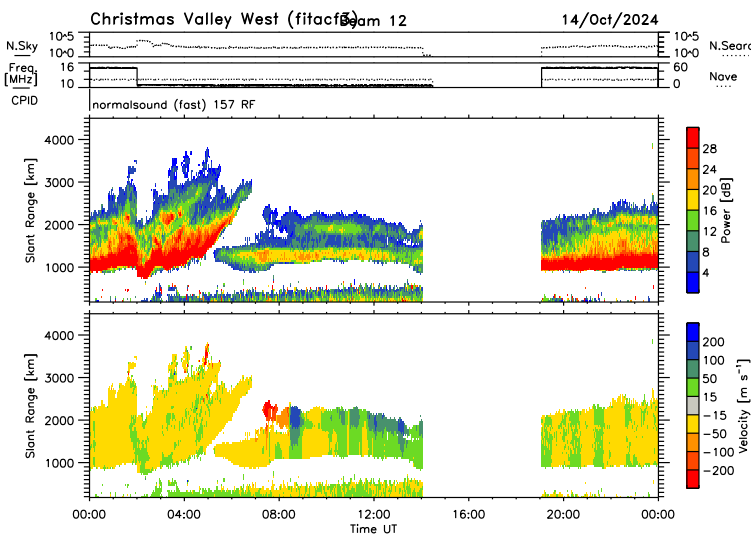 Christmas Valley West (fitacf3) Beam 12 14/Oct/2024
N.Sky 10^5 10^0 10^5 10^0 N.Searc
Freq. [MHz] 16 10 60 0 Nave
CPID normalsound (fast) 157 RF
Slant Range [km] 4000 3000 2000 1000
Power [dB] 28 24 20 16 12 8 4
Slant Range [km] 4000 3000 2000 1000
Velocity [m s⁻¹] 200 100 50 15 −15 −50 −100 −200
00:00 04:00 08:00 12:00 16:00 20:00 00:00
Time UT